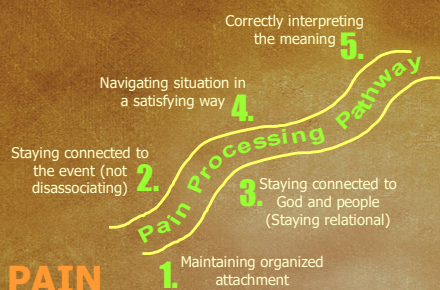 Correctly interpreting
the meaning 5.
Navigating situation in
a satisfying way 4.
Pain Processing Pathway
Staying connected to
the event (not
disassociating) 2.
3. Staying connected to
God and people
(Staying relational)
1. Maintaining organized
attachment
PAIN